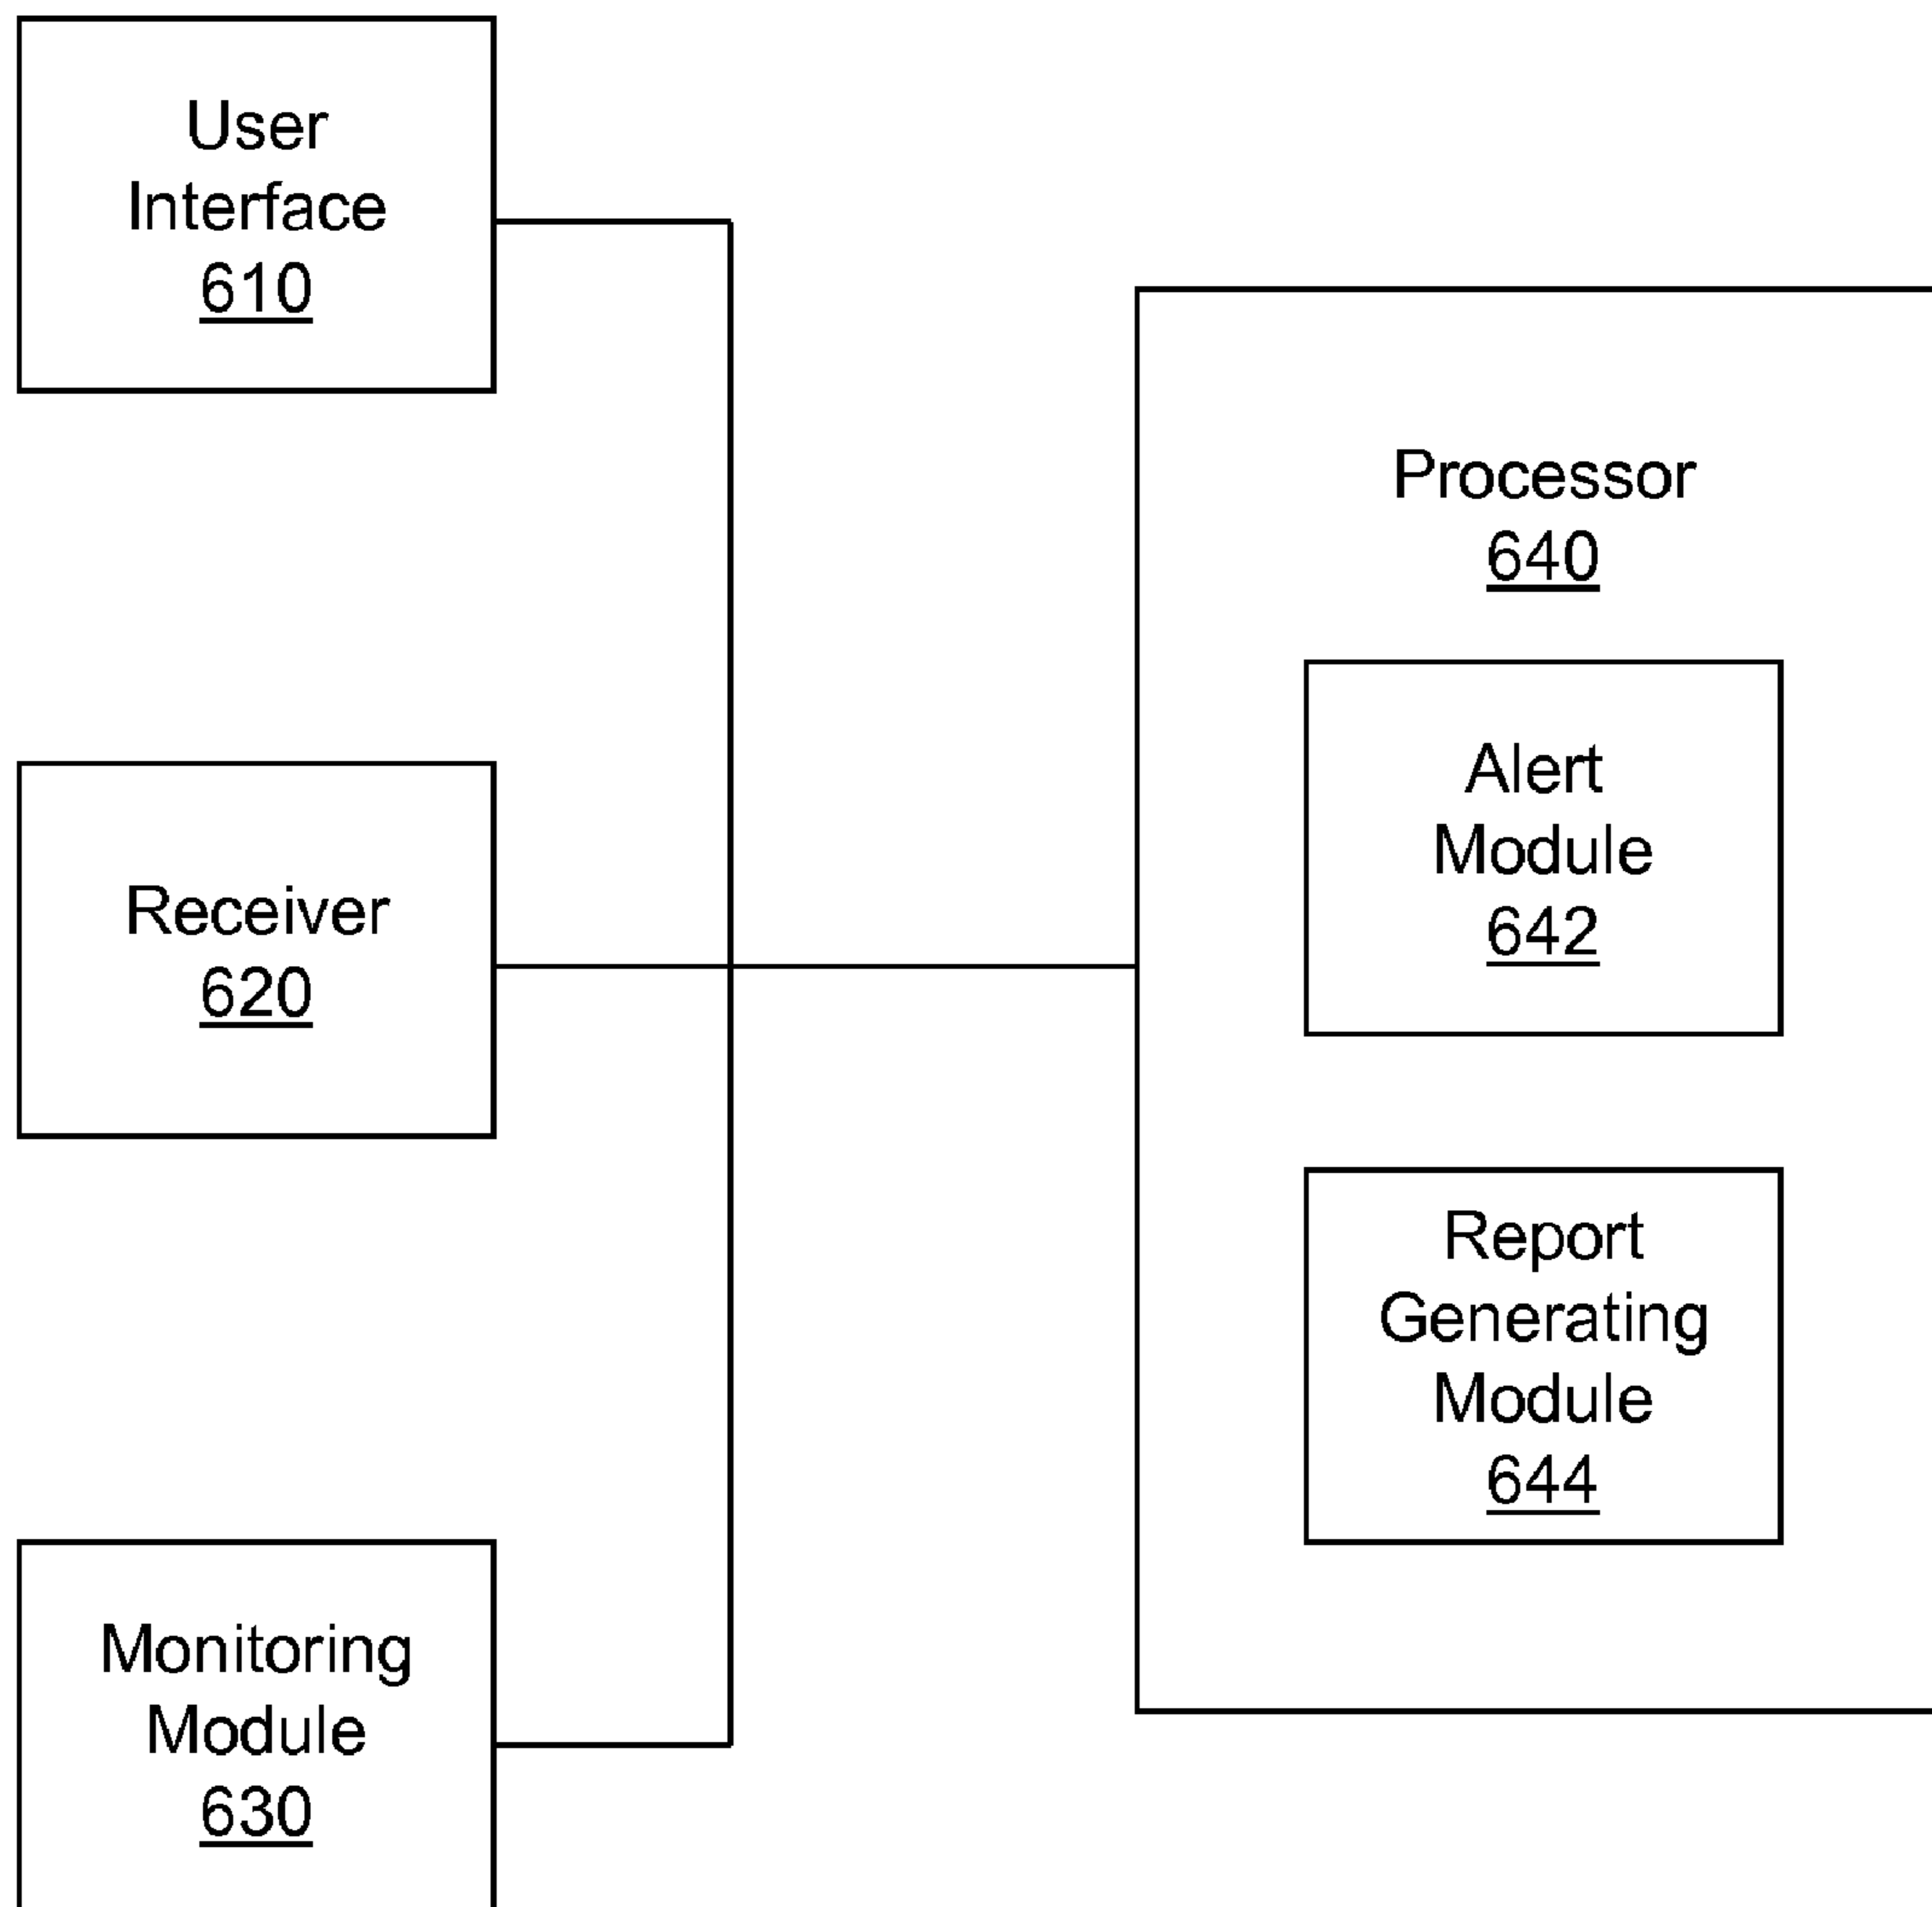 User
Interface
610
Receiver
620
Monitoring
Module
630
Processor
640
Alert
Module
642
Report
Generating
Module
644